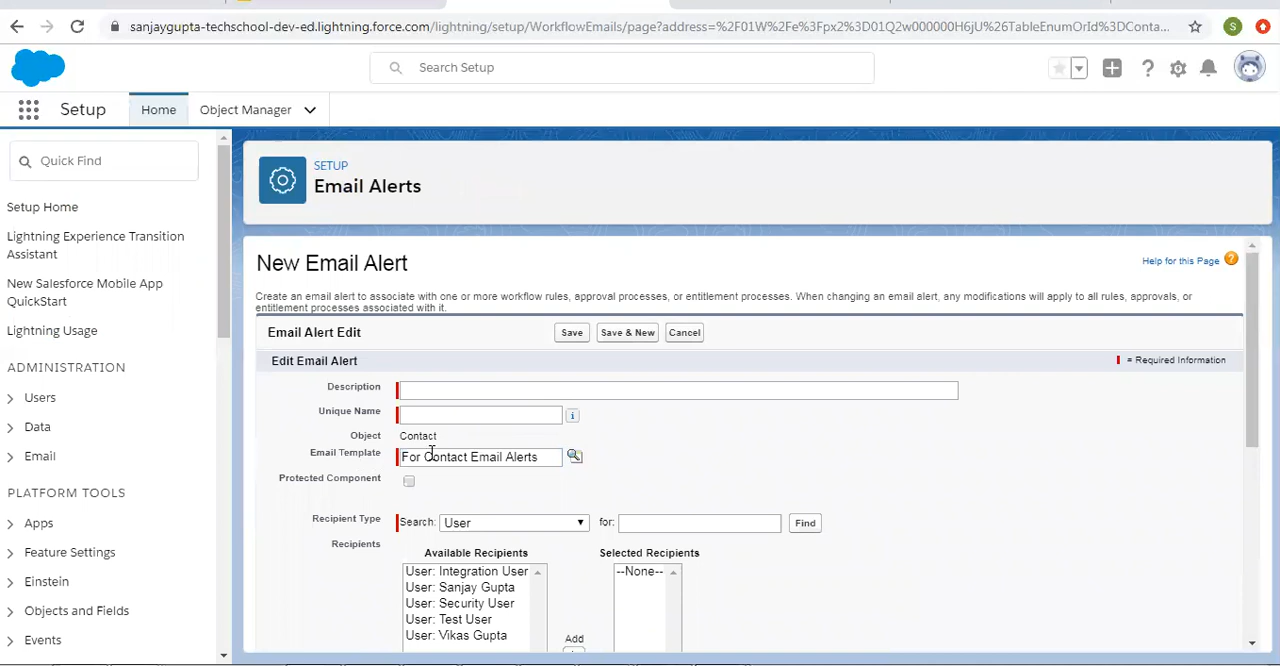 sanjaygupta-techschool-dev-ed.lightning.force.com/lightning/setup/WorkflowEmails/page?address=%2F01W%2Fe%3Fpx2%3D01Q2w000000H6jU%26TableEnumOrId%3DConta...
S
Search Setup
Setup
Home
Object Manager
Quick Find
Setup Home
Lightning Experience Transition
Assistant
New Salesforce Mobile App
QuickStart
Lightning Usage
ADMINISTRATION
Users
Data
Email
PLATFORM TOOLS
Apps
Feature Settings
Einstein
Objects and Fields
Events
SETUP
Email Alerts
New Email Alert
Help for this Page
Create an email alert to associate with one or more workflow rules, approval processes, or entitlement processes. When changing an email alert, any modifications will apply to all rules, approvals, or
entitlement processes associated with it.
Email Alert Edit
Save
Save & New
Cancel
Edit Email Alert
= Required Information
Description
Unique Name
Object
Contact
Email Template
For Contact Email Alerts
Protected Component
Recipient Type
Search:
User
for:
Find
Recipients
Available Recipients
Selected Recipients
User: Integration User
User: Sanjay Gupta
User: Security User
User: Test User
User: Vikas Gupta
--None--
Add